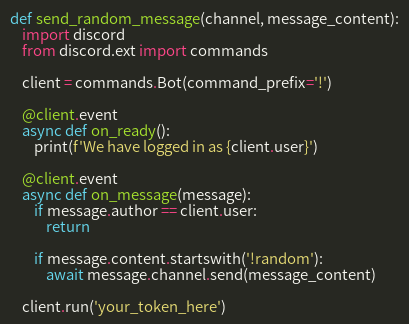 def send_random_message(channel, message_content):
    import discord
    from discord.ext import commands

    client = commands.Bot(command_prefix='!')

    @client.event
    async def on_ready():
        print(f'We have logged in as {client.user}')

    @client.event
    async def on_message(message):
        if message.author == client.user:
            return

        if message.content.startswith('!random'):
            await message.channel.send(message_content)

    client.run('your_token_here')